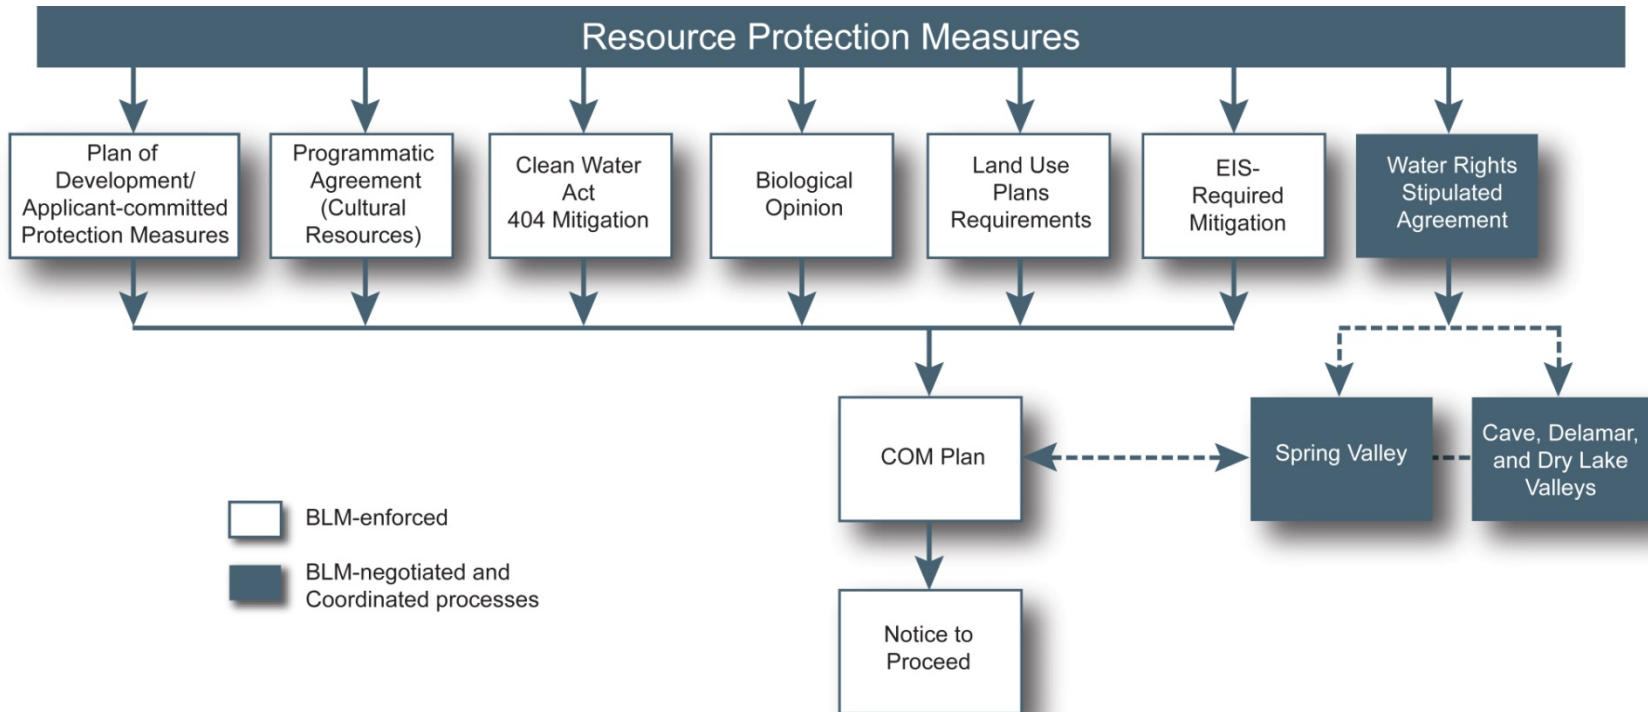 Resource Protection Measures
Plan of
Development/
Applicant-committed
Protection Measures
Programmatic
Agreement
(Cultural
Resources)
Clean Water
Act
404 Mitigation
Biological
Opinion
Land Use
Plans
Requirements
EIS-
Required
Mitigation
Water Rights
Stipulated
Agreement
COM Plan
Spring Valley
Cave, Delamar,
and Dry Lake
Valleys
BLM-enforced
BLM-negotiated and
Coordinated processes
Notice to
Proceed